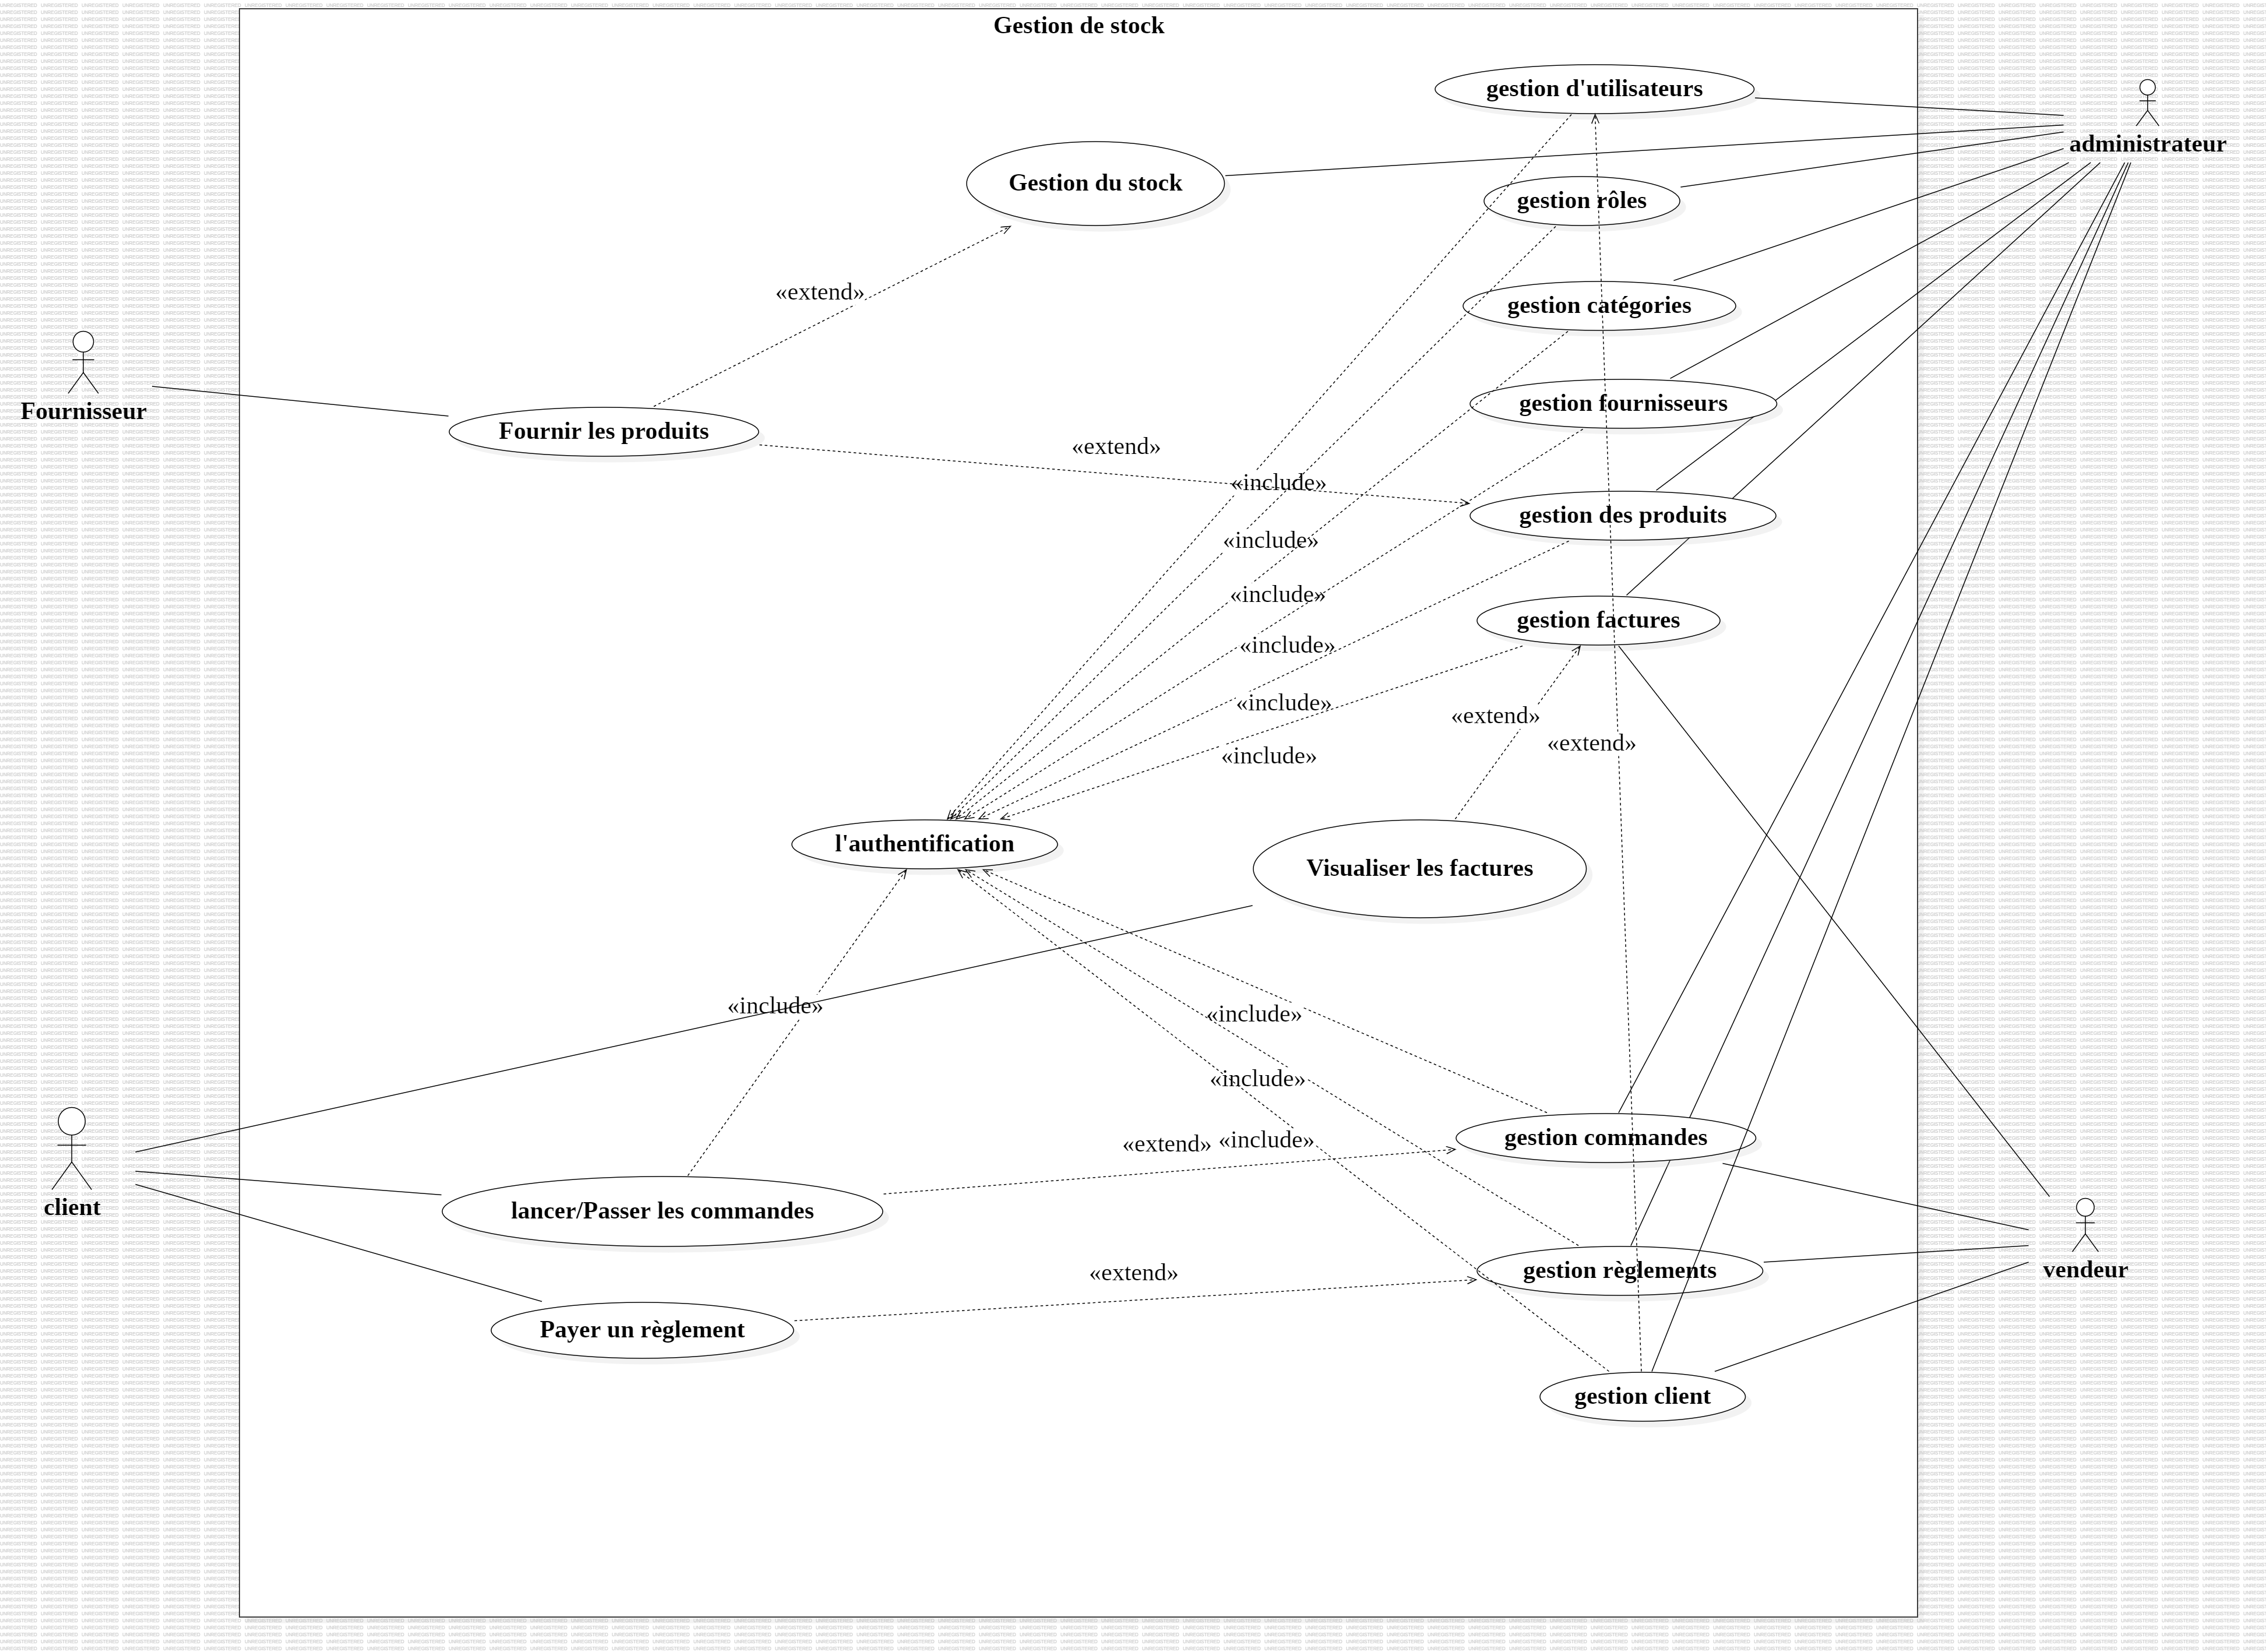 Gestion de stock
gestion d'utilisateurs
administrateur
Gestion du stock
gestion rôles
«extend»
gestion catégories
Fournisseur
gestion fournisseurs
Fournir les produits
«extend»
«include»
gestion des produits
«include»
«include»
gestion factures
«include»
«include»
«extend»
«extend»
«include»
l'authentification
Visualiser les factures
«include»
«include»
«include»
gestion commandes
«extend»
«include»
client
lancer/Passer les commandes
vendeur
gestion règlements
«extend»
Payer un règlement
gestion client
UNREGISTERED